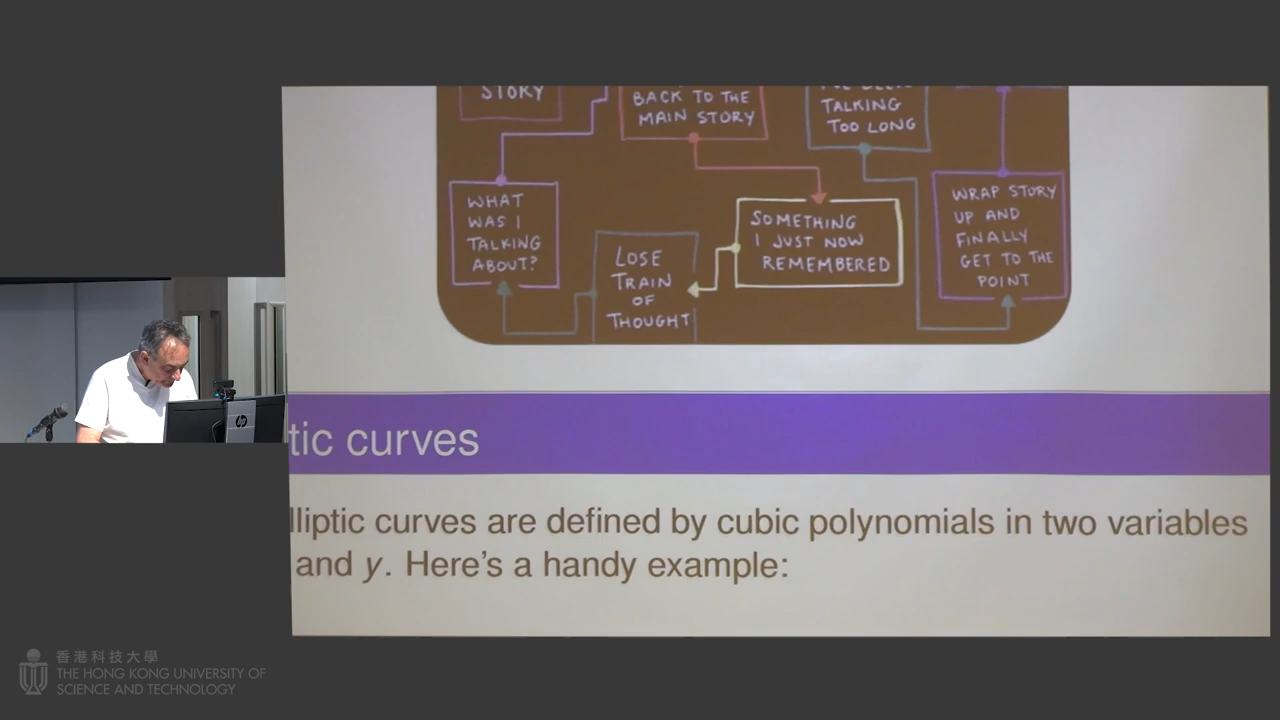 STORY
BACK TO THE
MAIN STORY
TALKING
TOO LONG
WHAT
WAS I
TALKING
ABOUT?
LOSE
TRAIN
OF
THOUGHT
SOMETHING
I JUST NOW
REMEMBERED
WRAP STORY
UP AND
FINALLY
GET TO THE
POINT
tic curves
lliptic curves are defined by cubic polynomials in two variables
and y. Here's a handy example:
hp
香港科技大學
THE HONG KONG UNIVERSITY OF
SCIENCE AND TECHNOLOGY